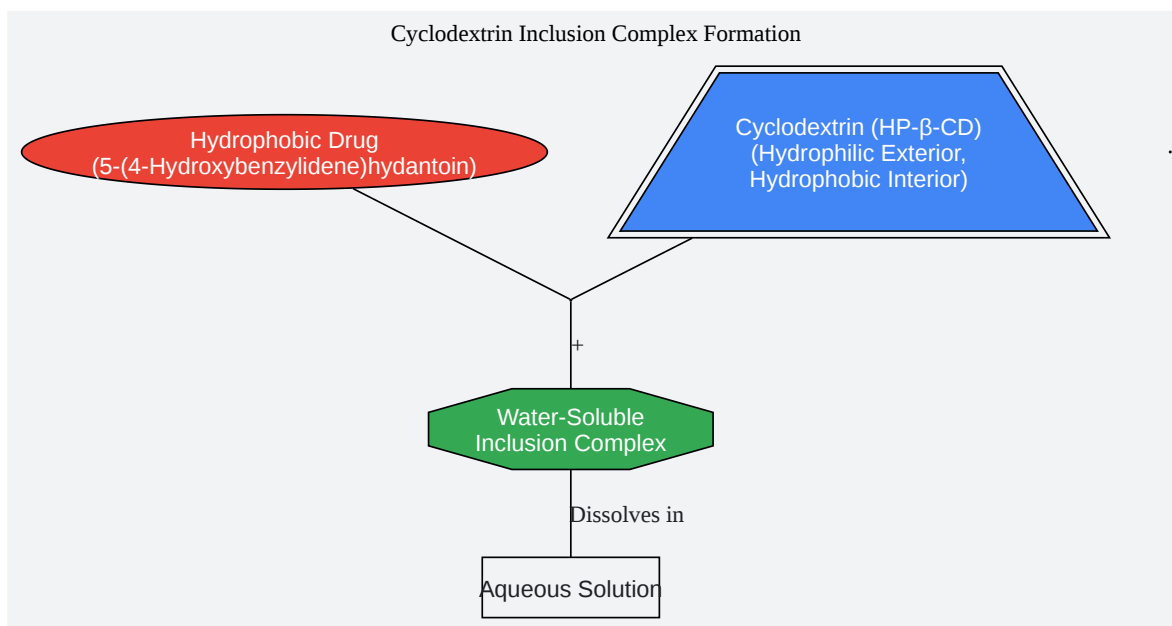 Cyclodextrin Inclusion Complex Formation
Hydrophobic Drug
(5-(4-Hydroxybenzylidene)hydantoin)
Cyclodextrin (HP-β-CD)
(Hydrophilic Exterior,
Hydrophobic Interior)
.
+
Water-Soluble
Inclusion Complex
Dissolves in
Aqueous Solution